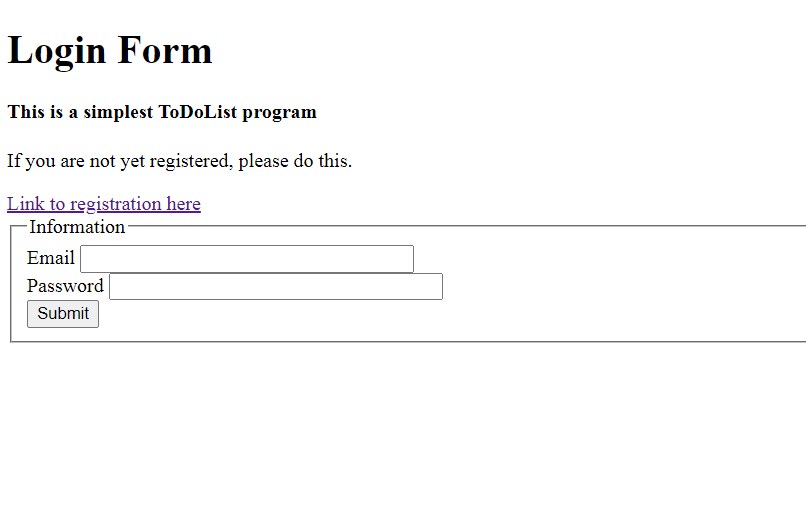 Login Form
This is a simplest ToDoList program
If you are not yet registered, please do this.
Link to registration here
Information
Email
Password
Submit